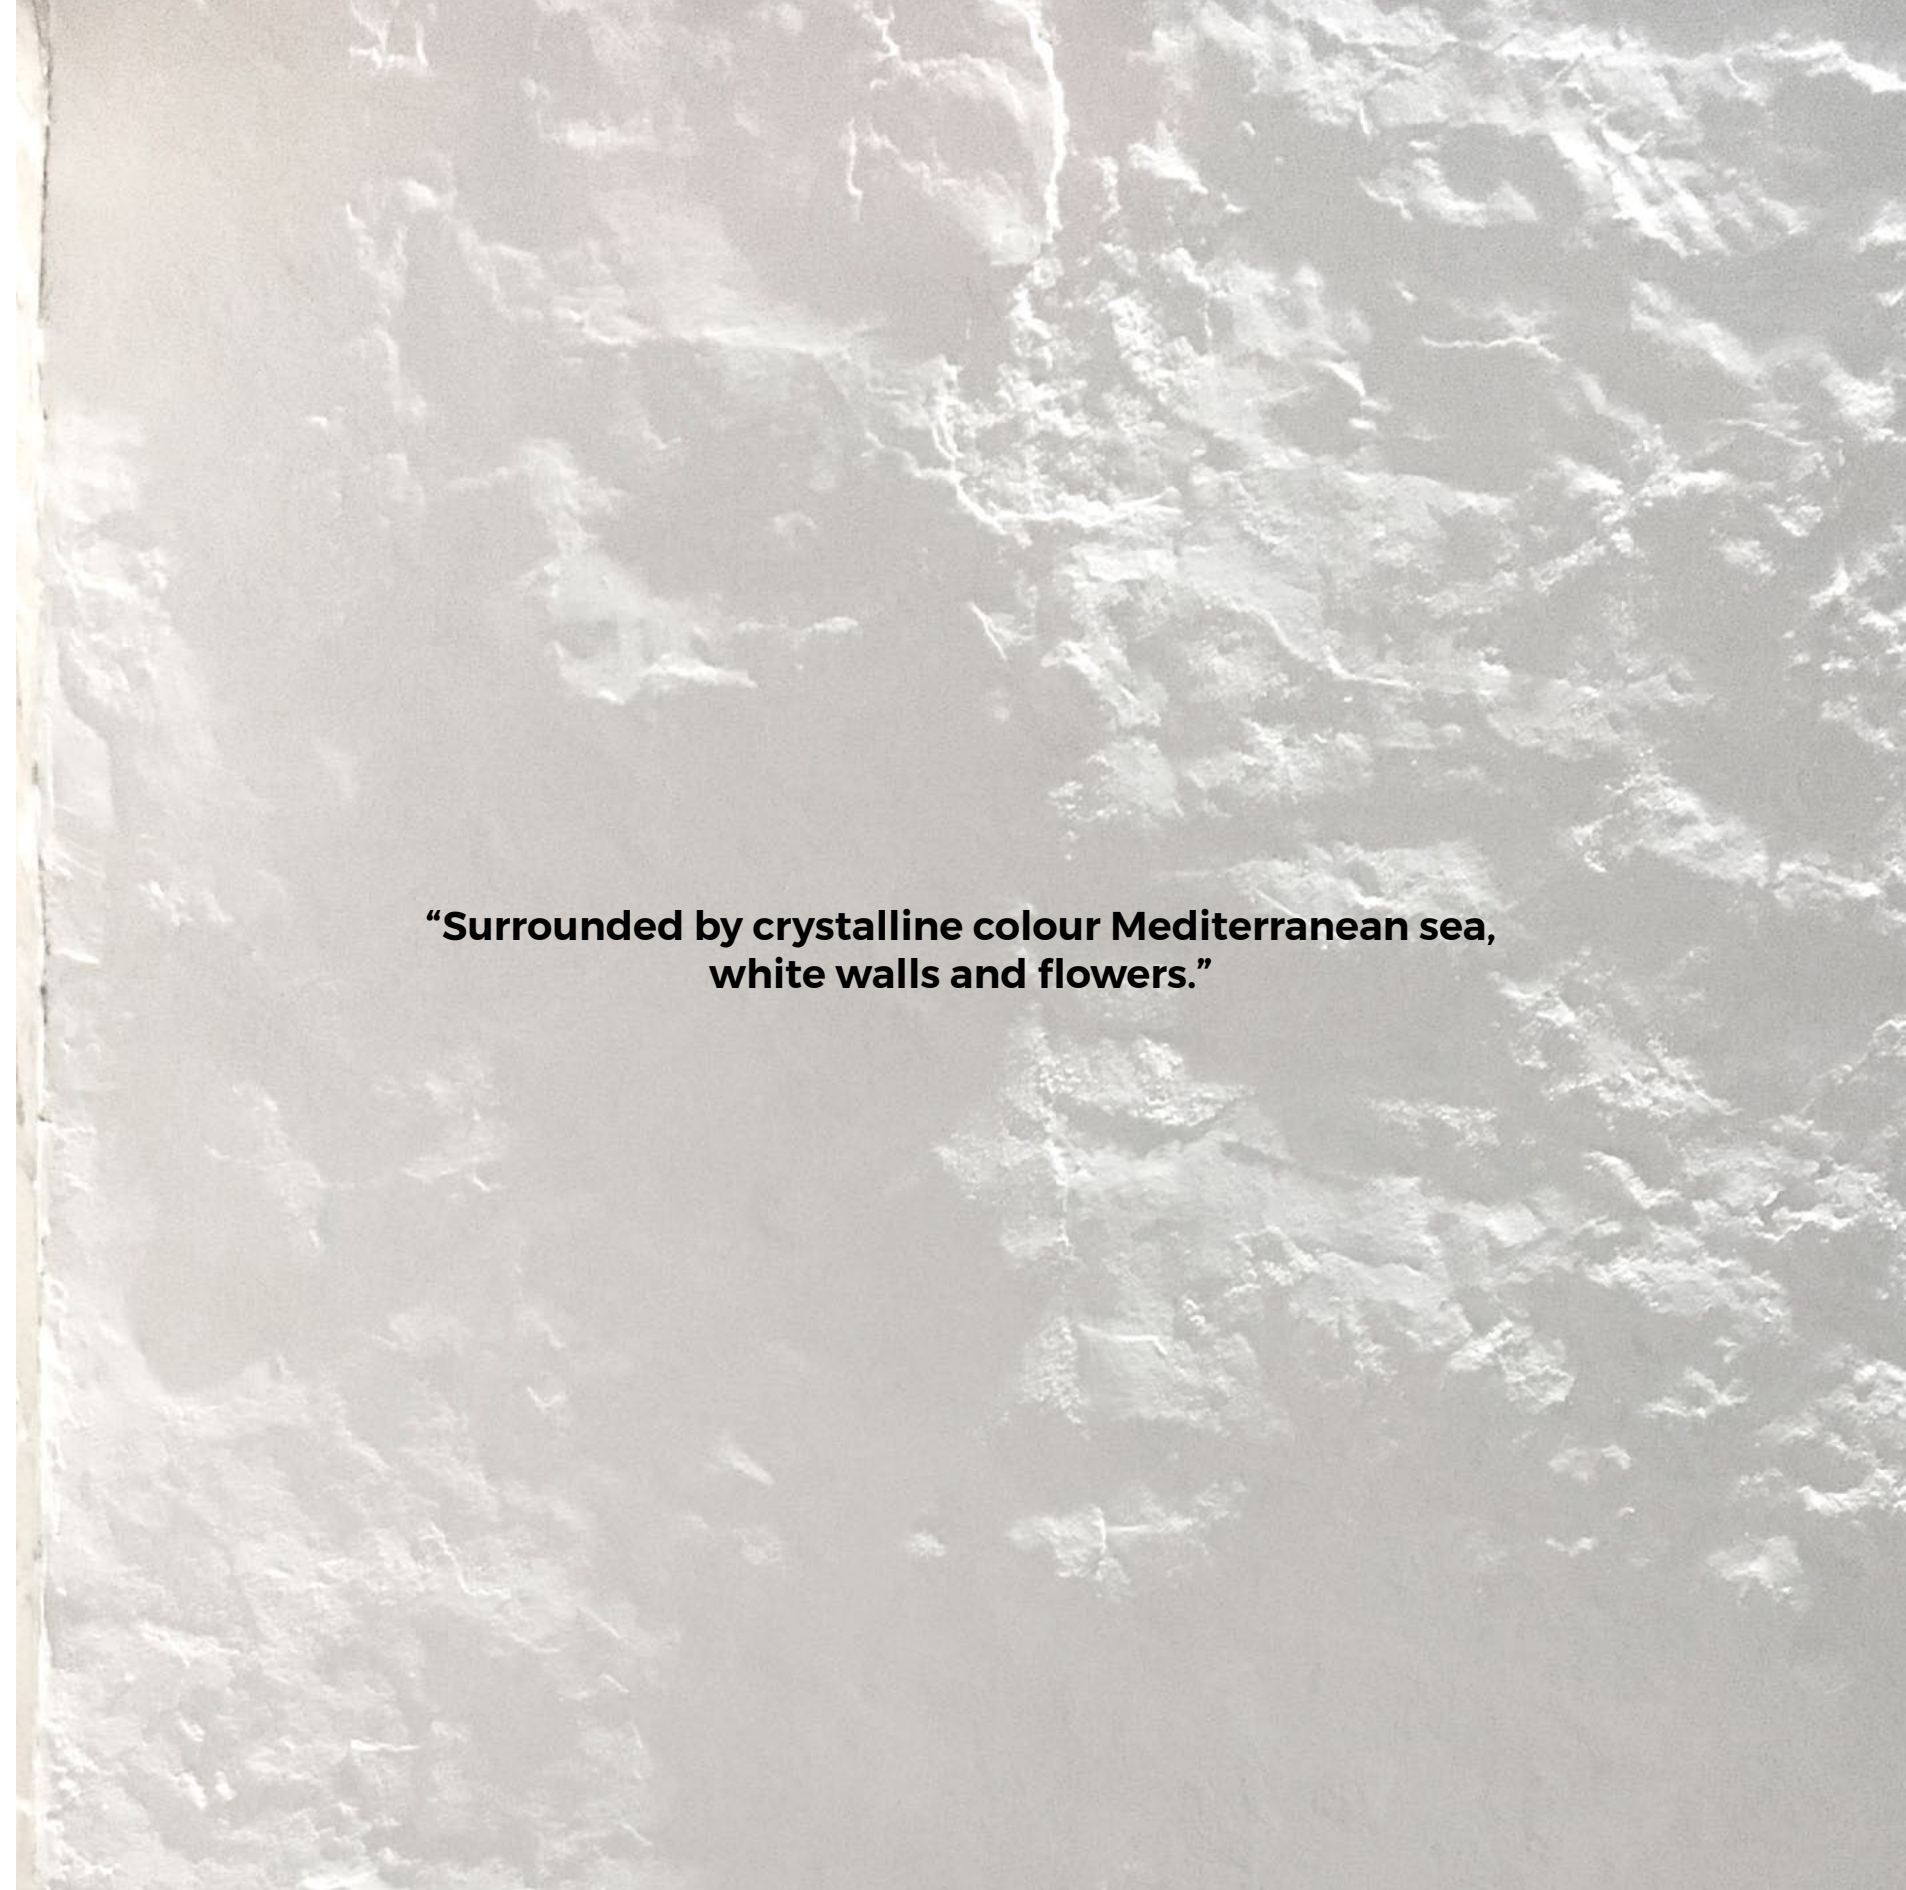 “Surrounded by crystalline colour Mediterranean sea,
white walls and flowers.”